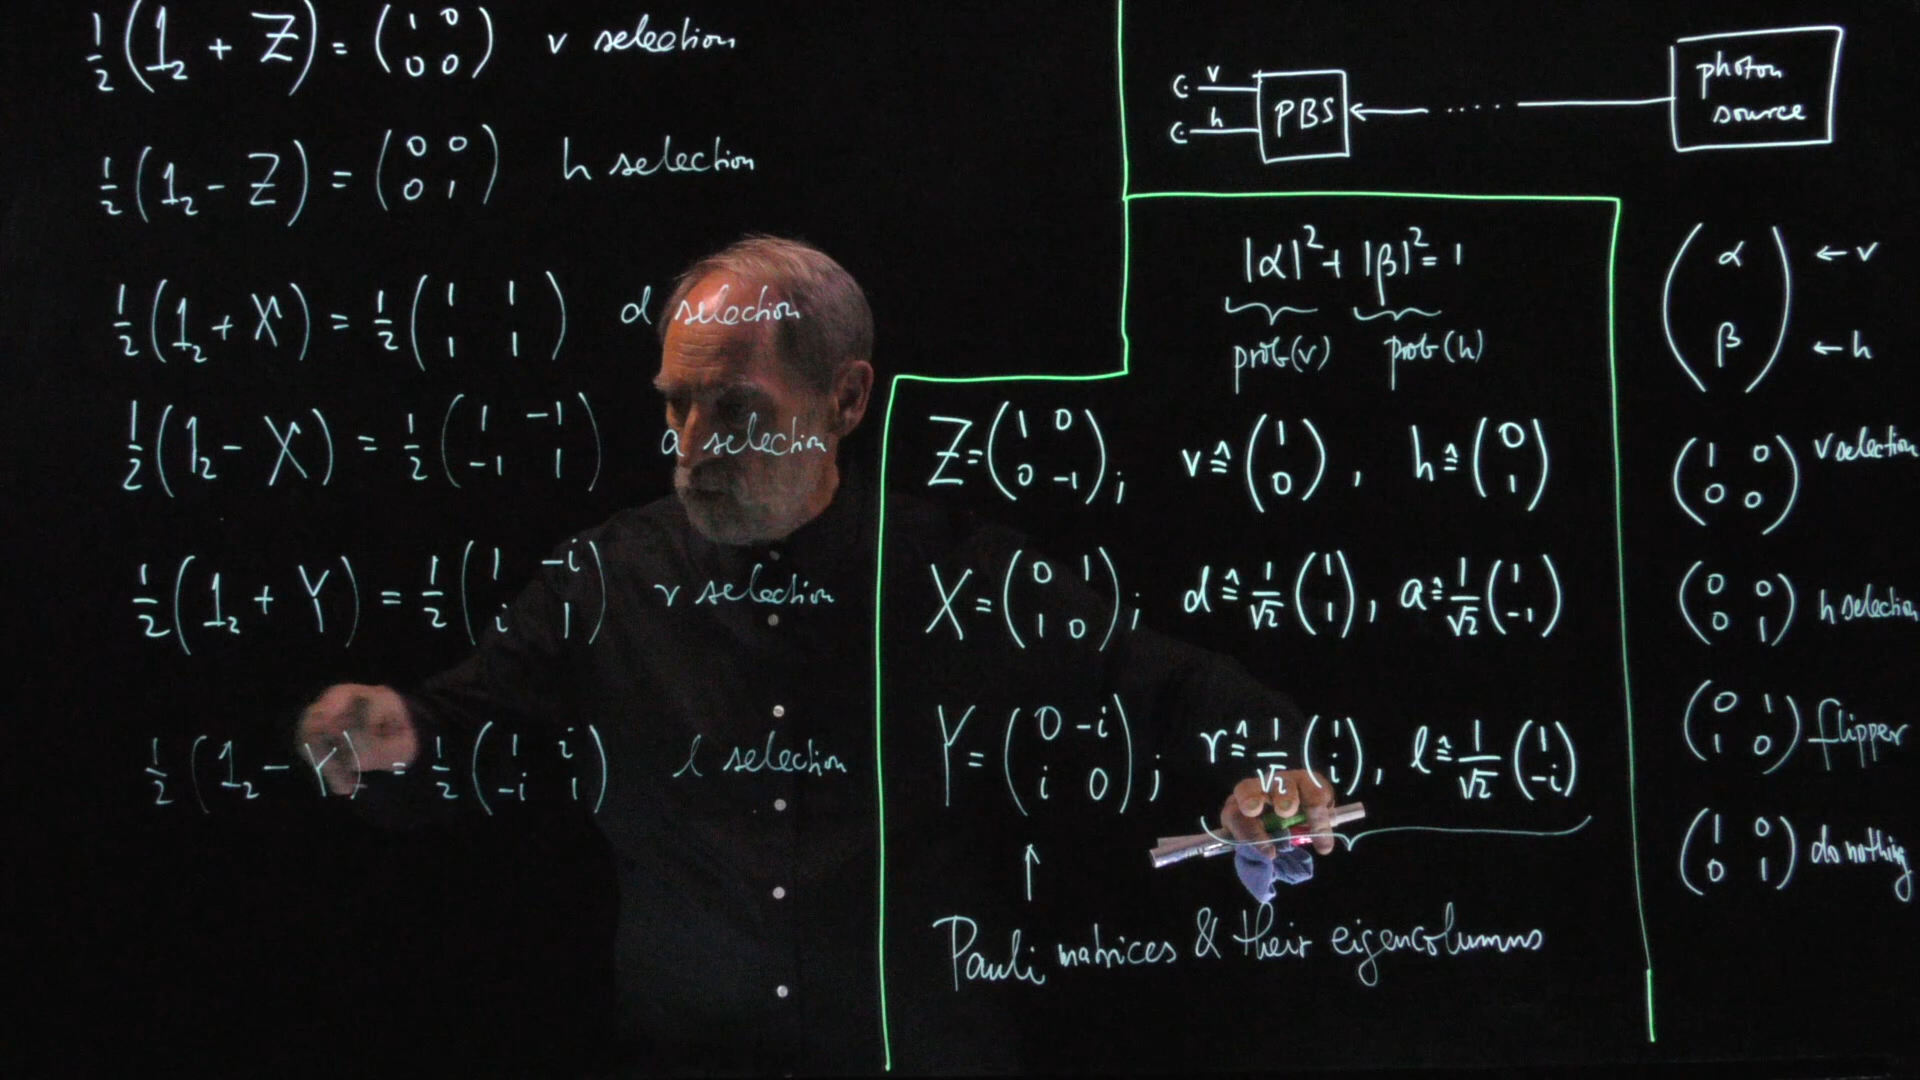 ½(1₂ + Z) = (1 0; 0 0) v selection
½(1₂ − Z) = (0 0; 0 1) h selection
½(1₂ + X) = ½(1 1; 1 1) d selection
½(1₂ − X) = ½(1 −1; −1 1) a selection
½(1₂ + Y) = ½(1 −i; i 1) r selection
½(1₂ − Y) = ½(1 i; −i 1) l selection
v
h
PBS
....
photon
source
|α|² + |β|² = 1
prob(v) prob(h)
Z = (1 0; 0 −1); v ≙ (1; 0), h ≙ (0; 1)
X = (0 1; 1 0); d ≙ 1/√2 (1; 1), a ≙ 1/√2 (1; −1)
Y = (0 −i; i 0); r ≙ 1/√2 (1; i), l ≙ 1/√2 (1; −i)
↑
Pauli matrices & their eigencolumns
α ← v
β ← h
(1 0; 0 0) v selection
(0 0; 0 1) h selection
(0 1; 1 0) flipper
(1 0; 0 1) do nothing